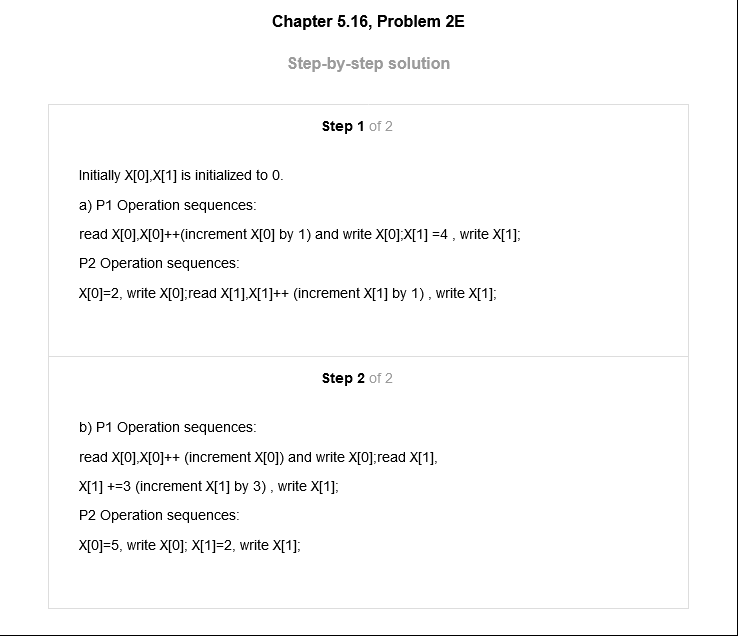 Chapter 5.16, Problem 2E
Step-by-step solution
Step 1 of 2
Initially X[0],X[1] is initialized to 0.
a) P1 Operation sequences:
read X[0],X[0]++(increment X[0] by 1) and write X[0];X[1] =4 , write X[1];
P2 Operation sequences:
X[0]=2, write X[0];read X[1],X[1]++ (increment X[1] by 1) , write X[1];
Step 2 of 2
b) P1 Operation sequences:
read X[0],X[0]++ (increment X[0]) and write X[0];read X[1],
X[1] +=3 (increment X[1] by 3) , write X[1];
P2 Operation sequences:
X[0]=5, write X[0]; X[1]=2, write X[1];